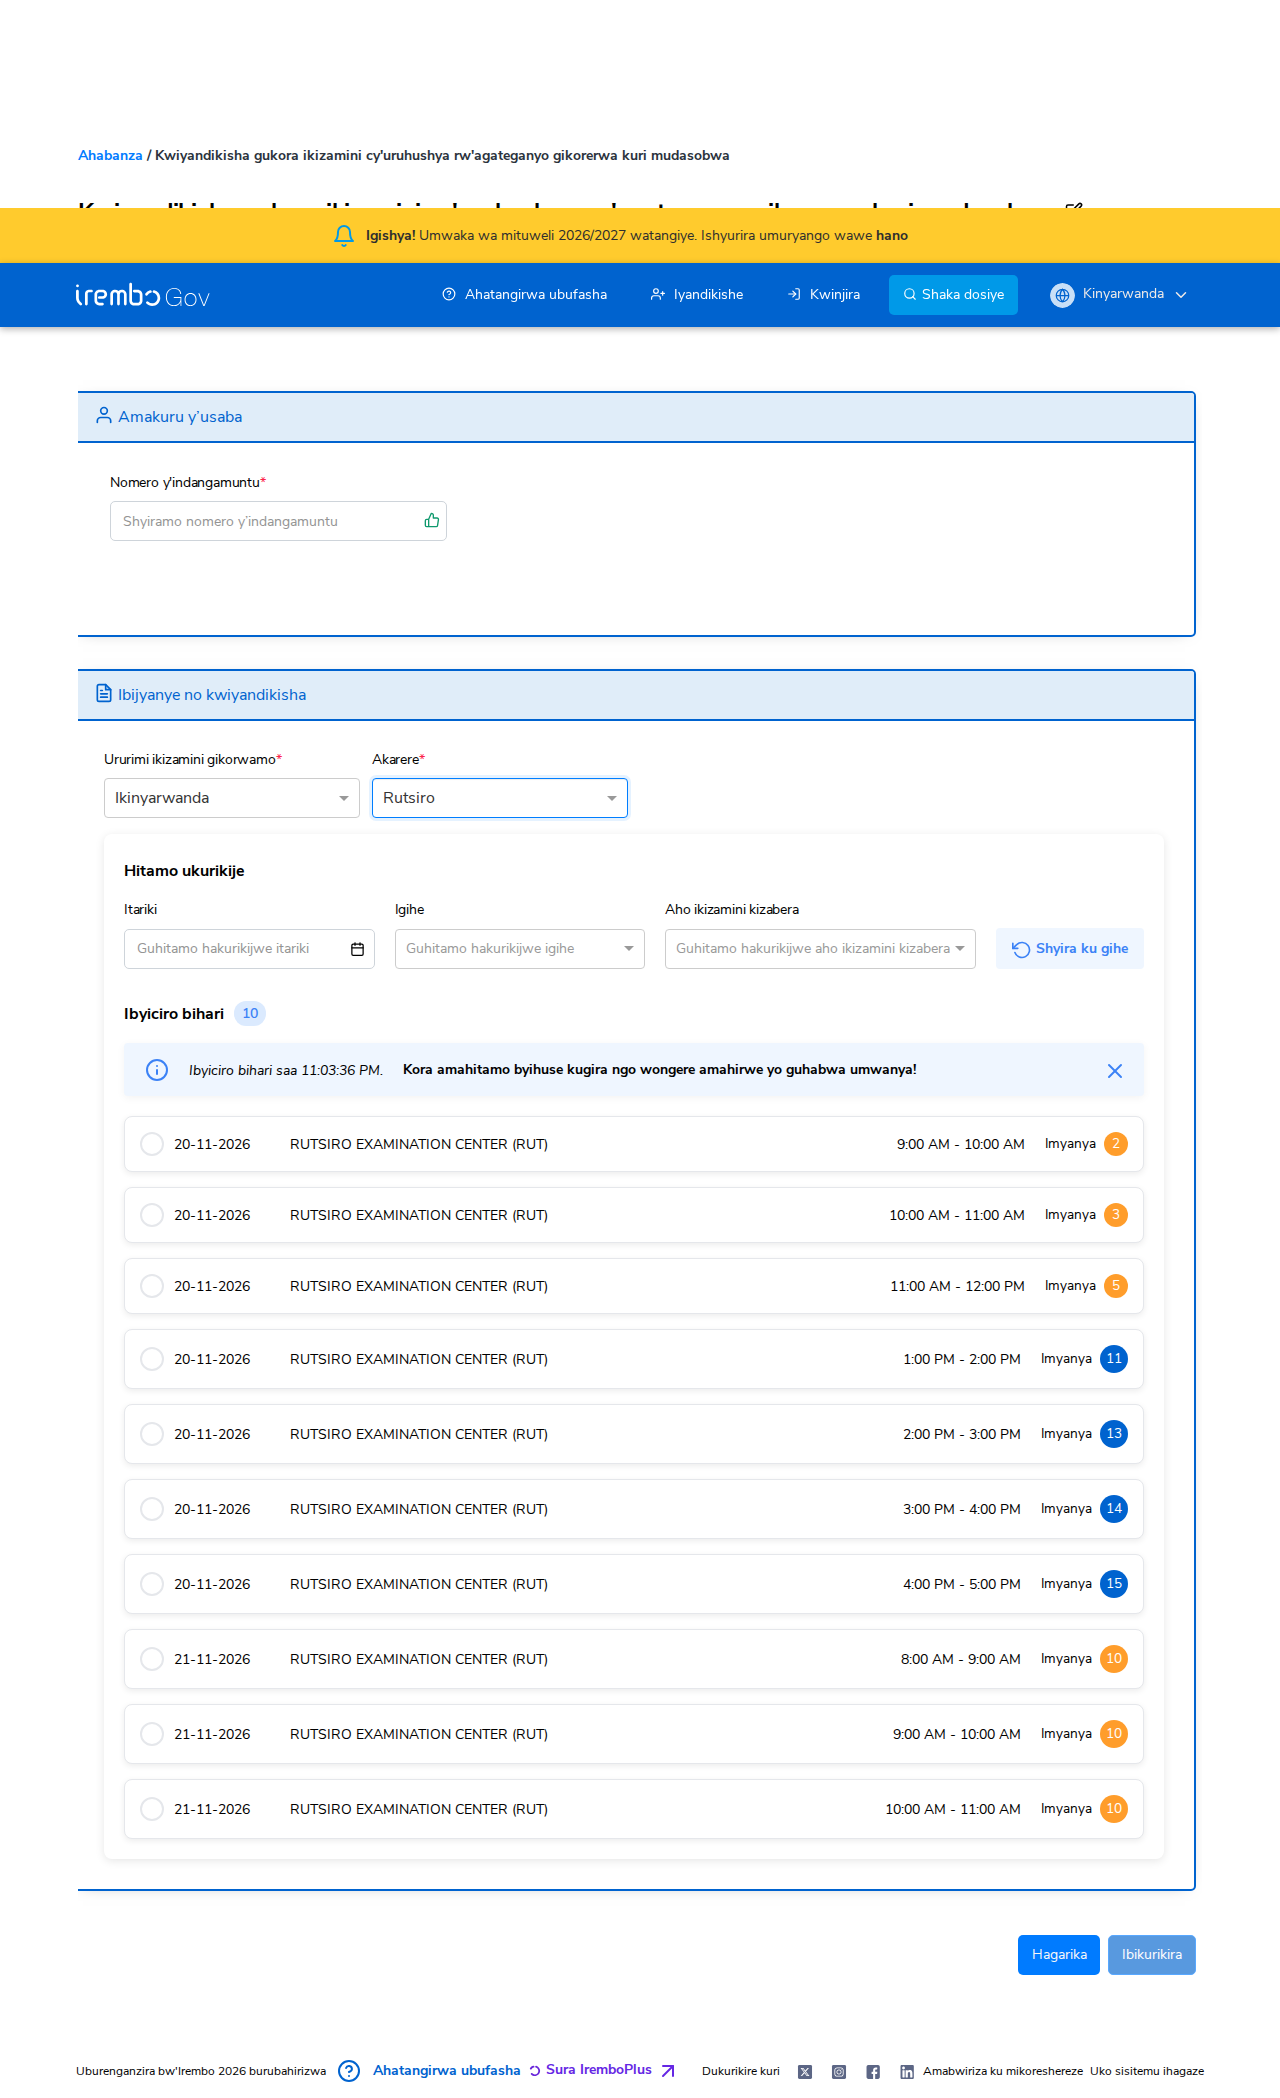 Ahabanza / Kwiyandikisha gukora ikizamini cy'uruhushya rw'agateganyo gikorerwa kuri mudasobwa
Igishya! Umwaka wa mituweli 2026/2027 watangiye. Ishyurira umuryango wawe hano
irembo Gov
Ahatangirwa ubufasha
Iyandikishe
Kwinjira
Shaka dosiye
Kinyarwanda
Amakuru y’usaba
Nomero y'indangamuntu*
Shyiramo nomero y’indangamuntu
Ibijyanye no kwiyandikisha
Ururimi ikizamini gikorwamo* Akarere*
Ikinyarwanda Rutsiro
Hitamo ukurikije
Itariki Igihe Aho ikizamini kizabera
Guhitamo hakurikijwe itariki Guhitamo hakurikijwe igihe Guhitamo hakurikijwe aho ikizamini kizabera Shyira ku gihe
Ibyiciro bihari 10
Ibyiciro bihari saa 11:03:36 PM. Kora amahitamo byihuse kugira ngo wongere amahirwe yo guhabwa umwanya!
20-11-2026 RUTSIRO EXAMINATION CENTER (RUT) 9:00 AM - 10:00 AM Imyanya 2
20-11-2026 RUTSIRO EXAMINATION CENTER (RUT) 10:00 AM - 11:00 AM Imyanya 3
20-11-2026 RUTSIRO EXAMINATION CENTER (RUT) 11:00 AM - 12:00 PM Imyanya 5
20-11-2026 RUTSIRO EXAMINATION CENTER (RUT) 1:00 PM - 2:00 PM Imyanya 11
20-11-2026 RUTSIRO EXAMINATION CENTER (RUT) 2:00 PM - 3:00 PM Imyanya 13
20-11-2026 RUTSIRO EXAMINATION CENTER (RUT) 3:00 PM - 4:00 PM Imyanya 14
20-11-2026 RUTSIRO EXAMINATION CENTER (RUT) 4:00 PM - 5:00 PM Imyanya 15
21-11-2026 RUTSIRO EXAMINATION CENTER (RUT) 8:00 AM - 9:00 AM Imyanya 10
21-11-2026 RUTSIRO EXAMINATION CENTER (RUT) 9:00 AM - 10:00 AM Imyanya 10
21-11-2026 RUTSIRO EXAMINATION CENTER (RUT) 10:00 AM - 11:00 AM Imyanya 10
Hagarika Ibikurikira
Uburenganzira bw'Irembo 2026 burubahirizwa Ahatangirwa ubufasha Sura IremboPlus Dukurikire kuri Amabwiriza ku mikoreshereze Uko sisitemu ihagaze